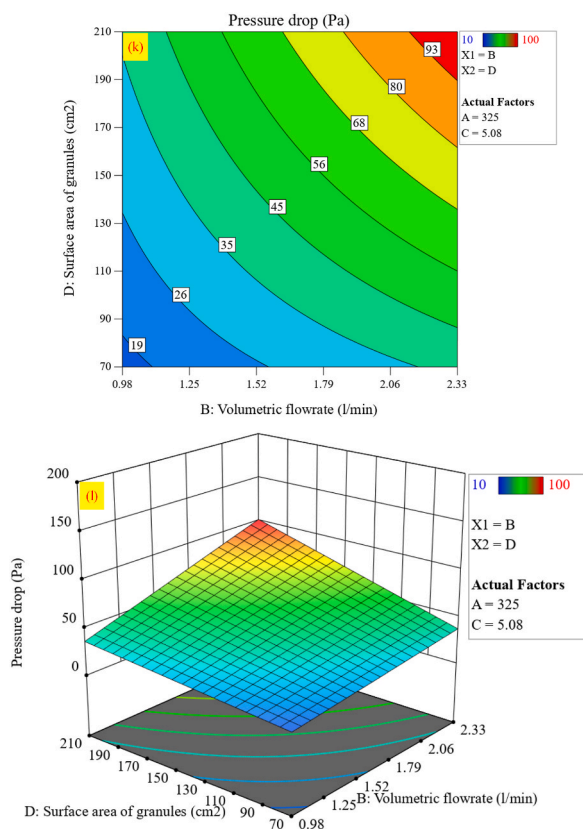 Pressure drop (Pa)
(k)
10 100
X1 = B
X2 = D
Actual Factors
A = 325
C = 5.08
D: Surface area of granules (cm2)
210
190
170
150
130
110
90
70
93
80
68
56
45
35
26
19
0.98 1.25 1.52 1.79 2.06 2.33
B: Volumetric flowrate (l/min)
(l)
10 100
X1 = B
X2 = D
Actual Factors
A = 325
C = 5.08
Pressure drop (Pa)
200
150
100
50
0
210
190
170
150
130
110
90
70
D: Surface area of granules (cm2)
0.98
1.25
1.52
1.79
2.06
2.33
B: Volumetric flowrate (l/min)